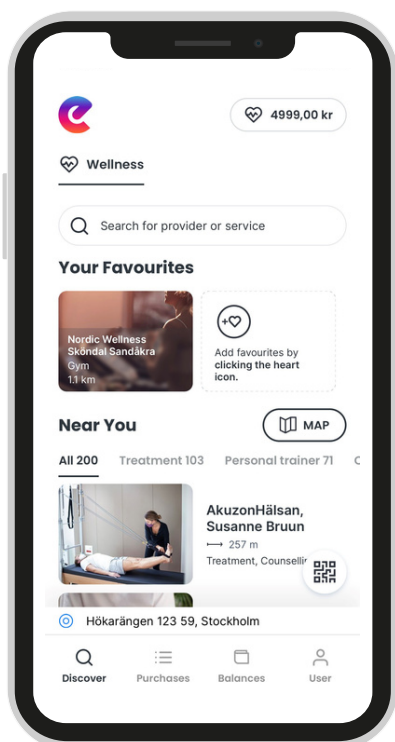 4999,00 kr
Wellness
Search for provider or service
Your Favourites
Nordic Wellness
Sköndal Sandåkra
Gym
1.1 km
Add favourites by
clicking the heart
icon.
Near You
MAP
All 200 Treatment 103 Personal trainer 71
AkuzonHälsan,
Susanne Bruun
257 m
Treatment, Counselli
Hökarängen 123 59, Stockholm
Discover Purchases Balances User